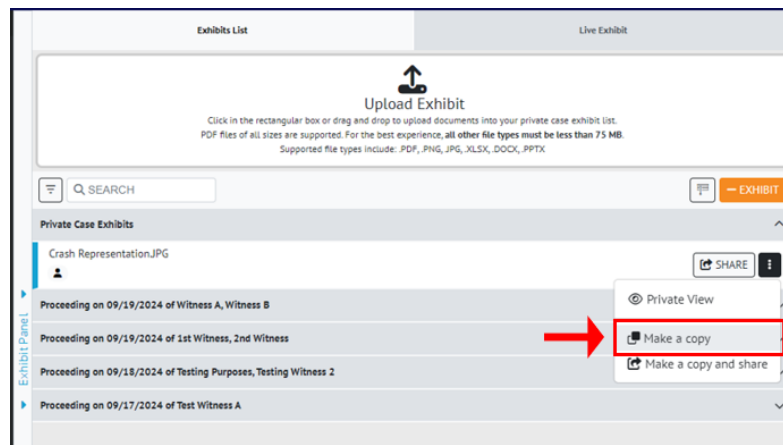 Exhibits List
Live Exhibit
Upload Exhibit
Click in the rectangular box or drag and drop to upload documents into your private case exhibit list.
PDF files of all sizes are supported. For the best experience, all other file types must be less than 75 MB.
Supported file types include: .PDF, .PNG, .JPG, .XLSX, .DOCX, .PPTX
SEARCH
EXHIBIT
Private Case Exhibits
Crash Representation.JPG
SHARE
Private View
Proceeding on 09/19/2024 of Witness A, Witness B
Proceeding on 09/19/2024 of 1st Witness, 2nd Witness
Make a copy
Proceeding on 09/18/2024 of Testing Purposes, Testing Witness 2
Make a copy and share
Proceeding on 09/17/2024 of Test Witness A
Exhibit Panel